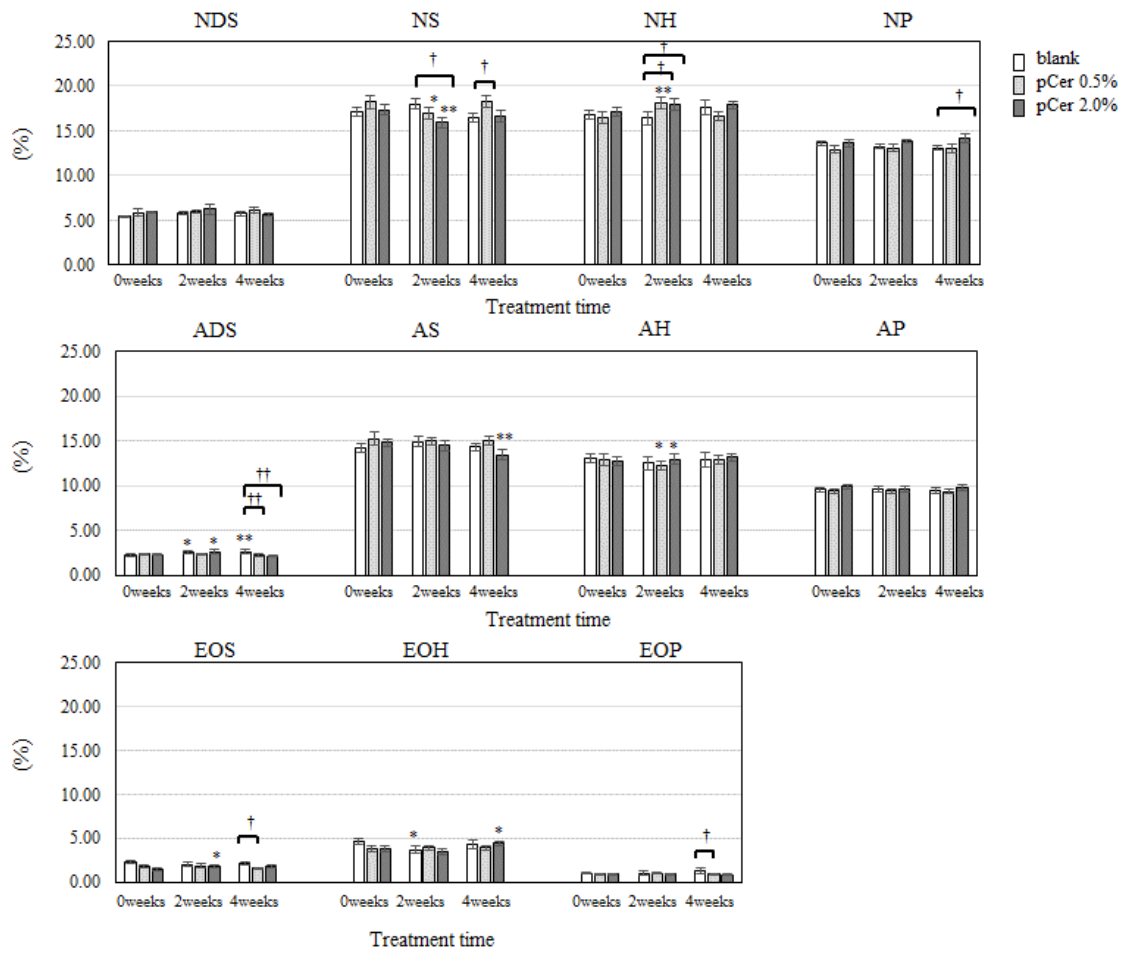 NDS NS NH NP
25.00
20.00
15.00
10.00
5.00
0.00
(%)
† † † † †
* ** **
0weeks 2weeks 4weeks 0weeks 2weeks 4weeks 0weeks 2weeks 4weeks 0weeks 2weeks 4weeks
Treatment time
blank
pCer 0.5%
pCer 2.0%
ADS AS AH AP
25.00
20.00
15.00
10.00
5.00
0.00
(%)
†† ††
* * ** ** * *
0weeks 2weeks 4weeks 0weeks 2weeks 4weeks 0weeks 2weeks 4weeks 0weeks 2weeks 4weeks
Treatment time
EOS EOH EOP
25.00
20.00
15.00
10.00
5.00
0.00
(%)
† †
* * *
0weeks 2weeks 4weeks 0weeks 2weeks 4weeks 0weeks 2weeks 4weeks
Treatment time